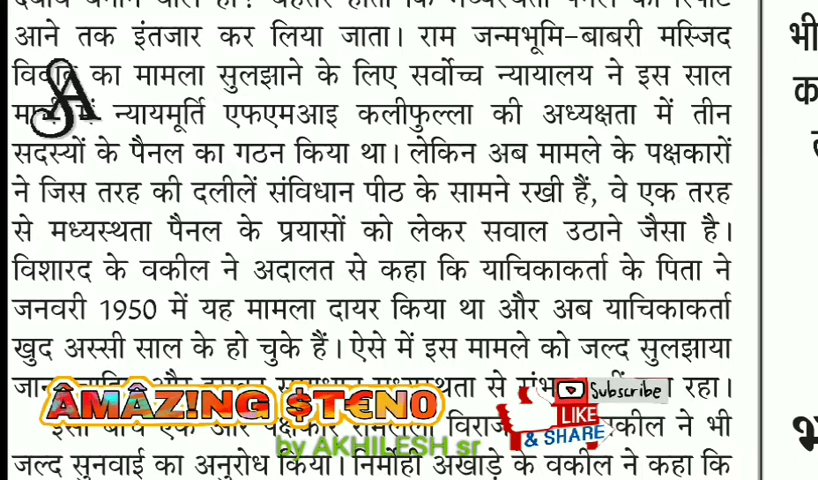 आने तक इंतजार कर लिया जाता। राम जन्मभूमि-बाबरी मस्जिद
का मामला सुलझाने के लिए सर्वोच्च न्यायालय ने इस साल
न्यायमूर्ति एफएमआइ कलीफुल्ला की अध्यक्षता में तीन
सदस्यों के पैनल का गठन किया था। लेकिन अब मामले के पक्षकारों
ने जिस तरह की दलीलें संविधान पीठ के सामने रखी हैं, वे एक तरह
से मध्यस्थता पैनल के प्रयासों को लेकर सवाल उठाने जैसा है।
विशारद के वकील ने अदालत से कहा कि याचिकाकर्ता के पिता ने
जनवरी 1950 में यह मामला दायर किया था और अब याचिकाकर्ता
खुद अस्सी साल के हो चुके हैं। ऐसे में इस मामले को जल्द सुलझाया
से रहा।
ÂMÂZ!NG $T€NO
Subscribe
LIKE
& SHARE
वकील ने भी
by AKHILESH sr
जल्द सुनवाई का अनुरोध किया। निर्मोही अखाड़े के वकील ने कहा कि